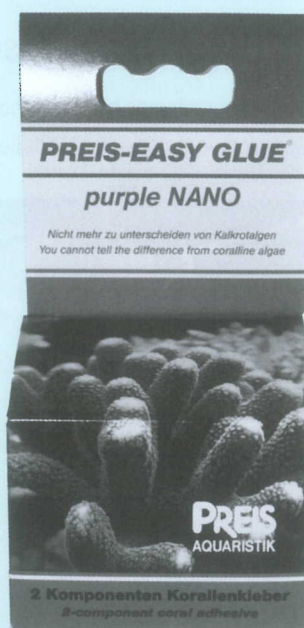 PREIS-EASY GLUE®
purple NANO
Nicht mehr zu unterscheiden von Kalkrotalgen
You cannot tell the difference from coralline algae
PREIS
AQUARISTIK
2 Komponenten Korallenkleber
2-component coral adhesive